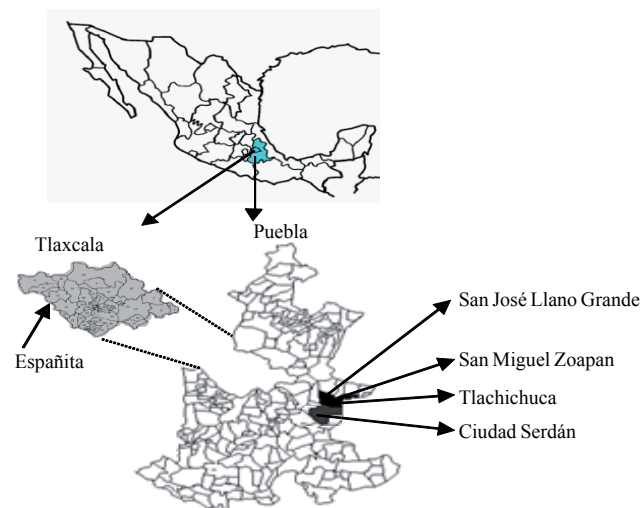 Puebla
Tlaxcala
San José Llano Grande
Españita
San Miguel Zoapan
Tlachichuca
Ciudad Serdán